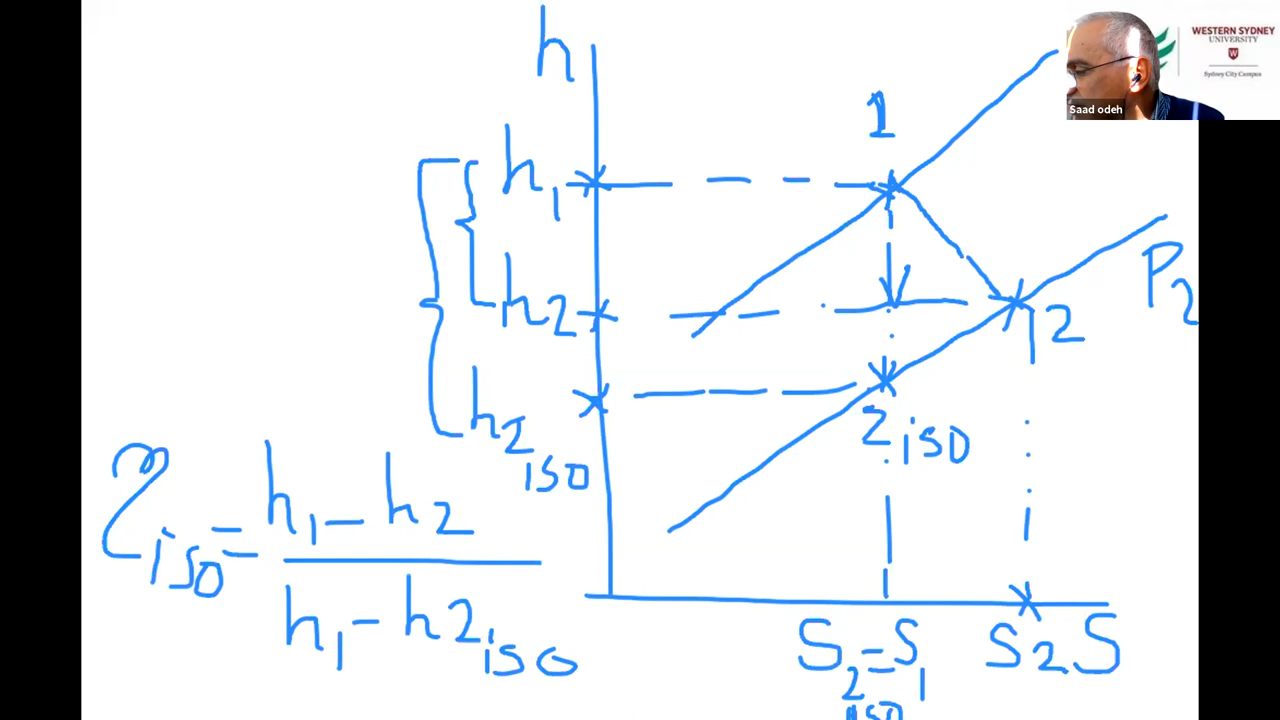 h
WESTERN SYDNEY
UNIVERSITY
W
Sydney City Campus
Saad odeh
1
h1
P2
h2
2
h2iso
2iso
ηiso = h1 - h2
h1 - h2iso
S2iso = S1
S2
S